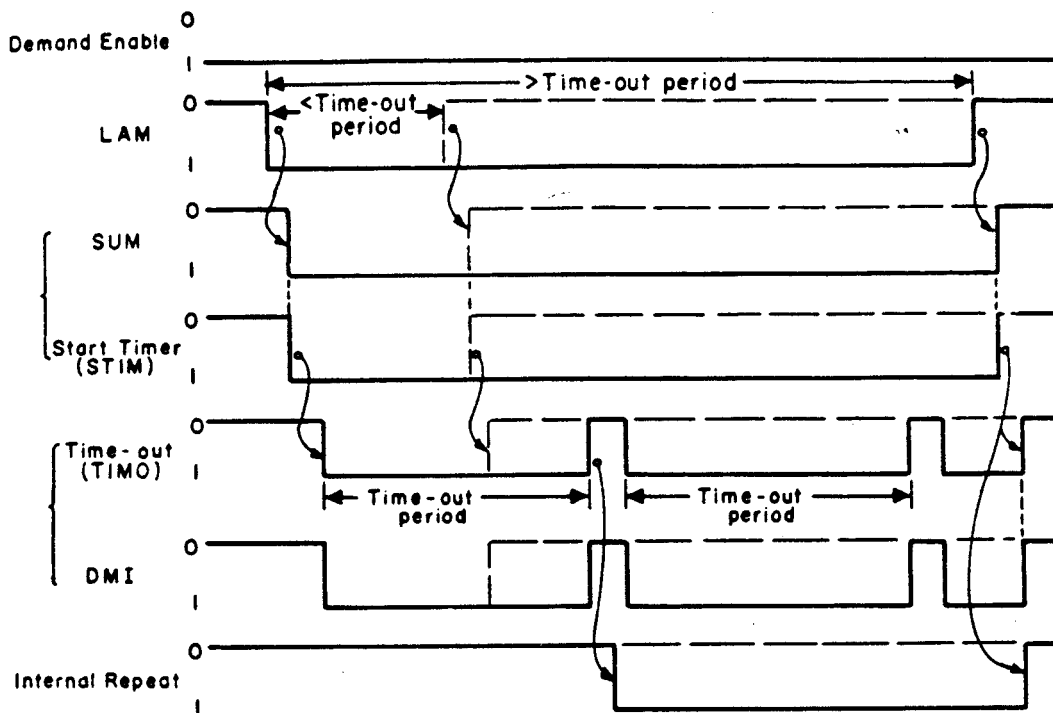 0
Demand Enable
1
>Time-out period
0
<Time-out
period
LAM
1
0
SUM
1
0
Start Timer
(STIM)
1
0
Time-out
(TIMO)
1
Time-out
period
Time-out
period
0
DMI
1
0
Internal Repeat
1